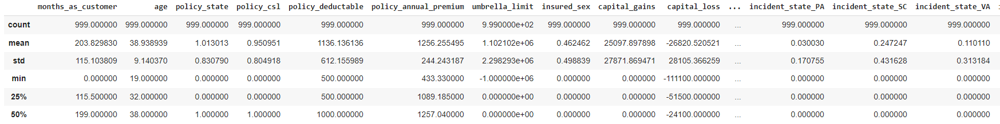 months_as_customer age policy_state policy_csl policy_deductable policy_annual_premium umbrella_limit insured_sex capital_gains capital_loss ... incident_state_PA incident_state_SC incident_state_VA
count 999.000000 999.000000 999.000000 999.000000 999.000000 999.000000 9.990000e+02 999.000000 999.000000 999.000000 ... 999.000000 999.000000 999.000000
mean 203.829830 38.938939 1.013013 0.950951 1136.136136 1256.255495 1.102102e+06 0.462462 25097.897898 -26820.520521 ... 0.030030 0.247247 0.110110
std 115.103809 9.140370 0.830790 0.804918 612.155989 244.243187 2.298293e+06 0.498839 27871.869471 28105.366259 ... 0.170755 0.431628 0.313184
min 0.000000 19.000000 0.000000 0.000000 500.000000 433.330000 -1.000000e+06 0.000000 0.000000 -111100.000000 ... 0.000000 0.000000 0.000000
25% 115.500000 32.000000 0.000000 0.000000 500.000000 1089.185000 0.000000e+00 0.000000 0.000000 -51500.000000 ... 0.000000 0.000000 0.000000
50% 199.000000 38.000000 1.000000 1.000000 1000.000000 1257.040000 0.000000e+00 0.000000 0.000000 -24100.000000 ... 0.000000 0.000000 0.000000